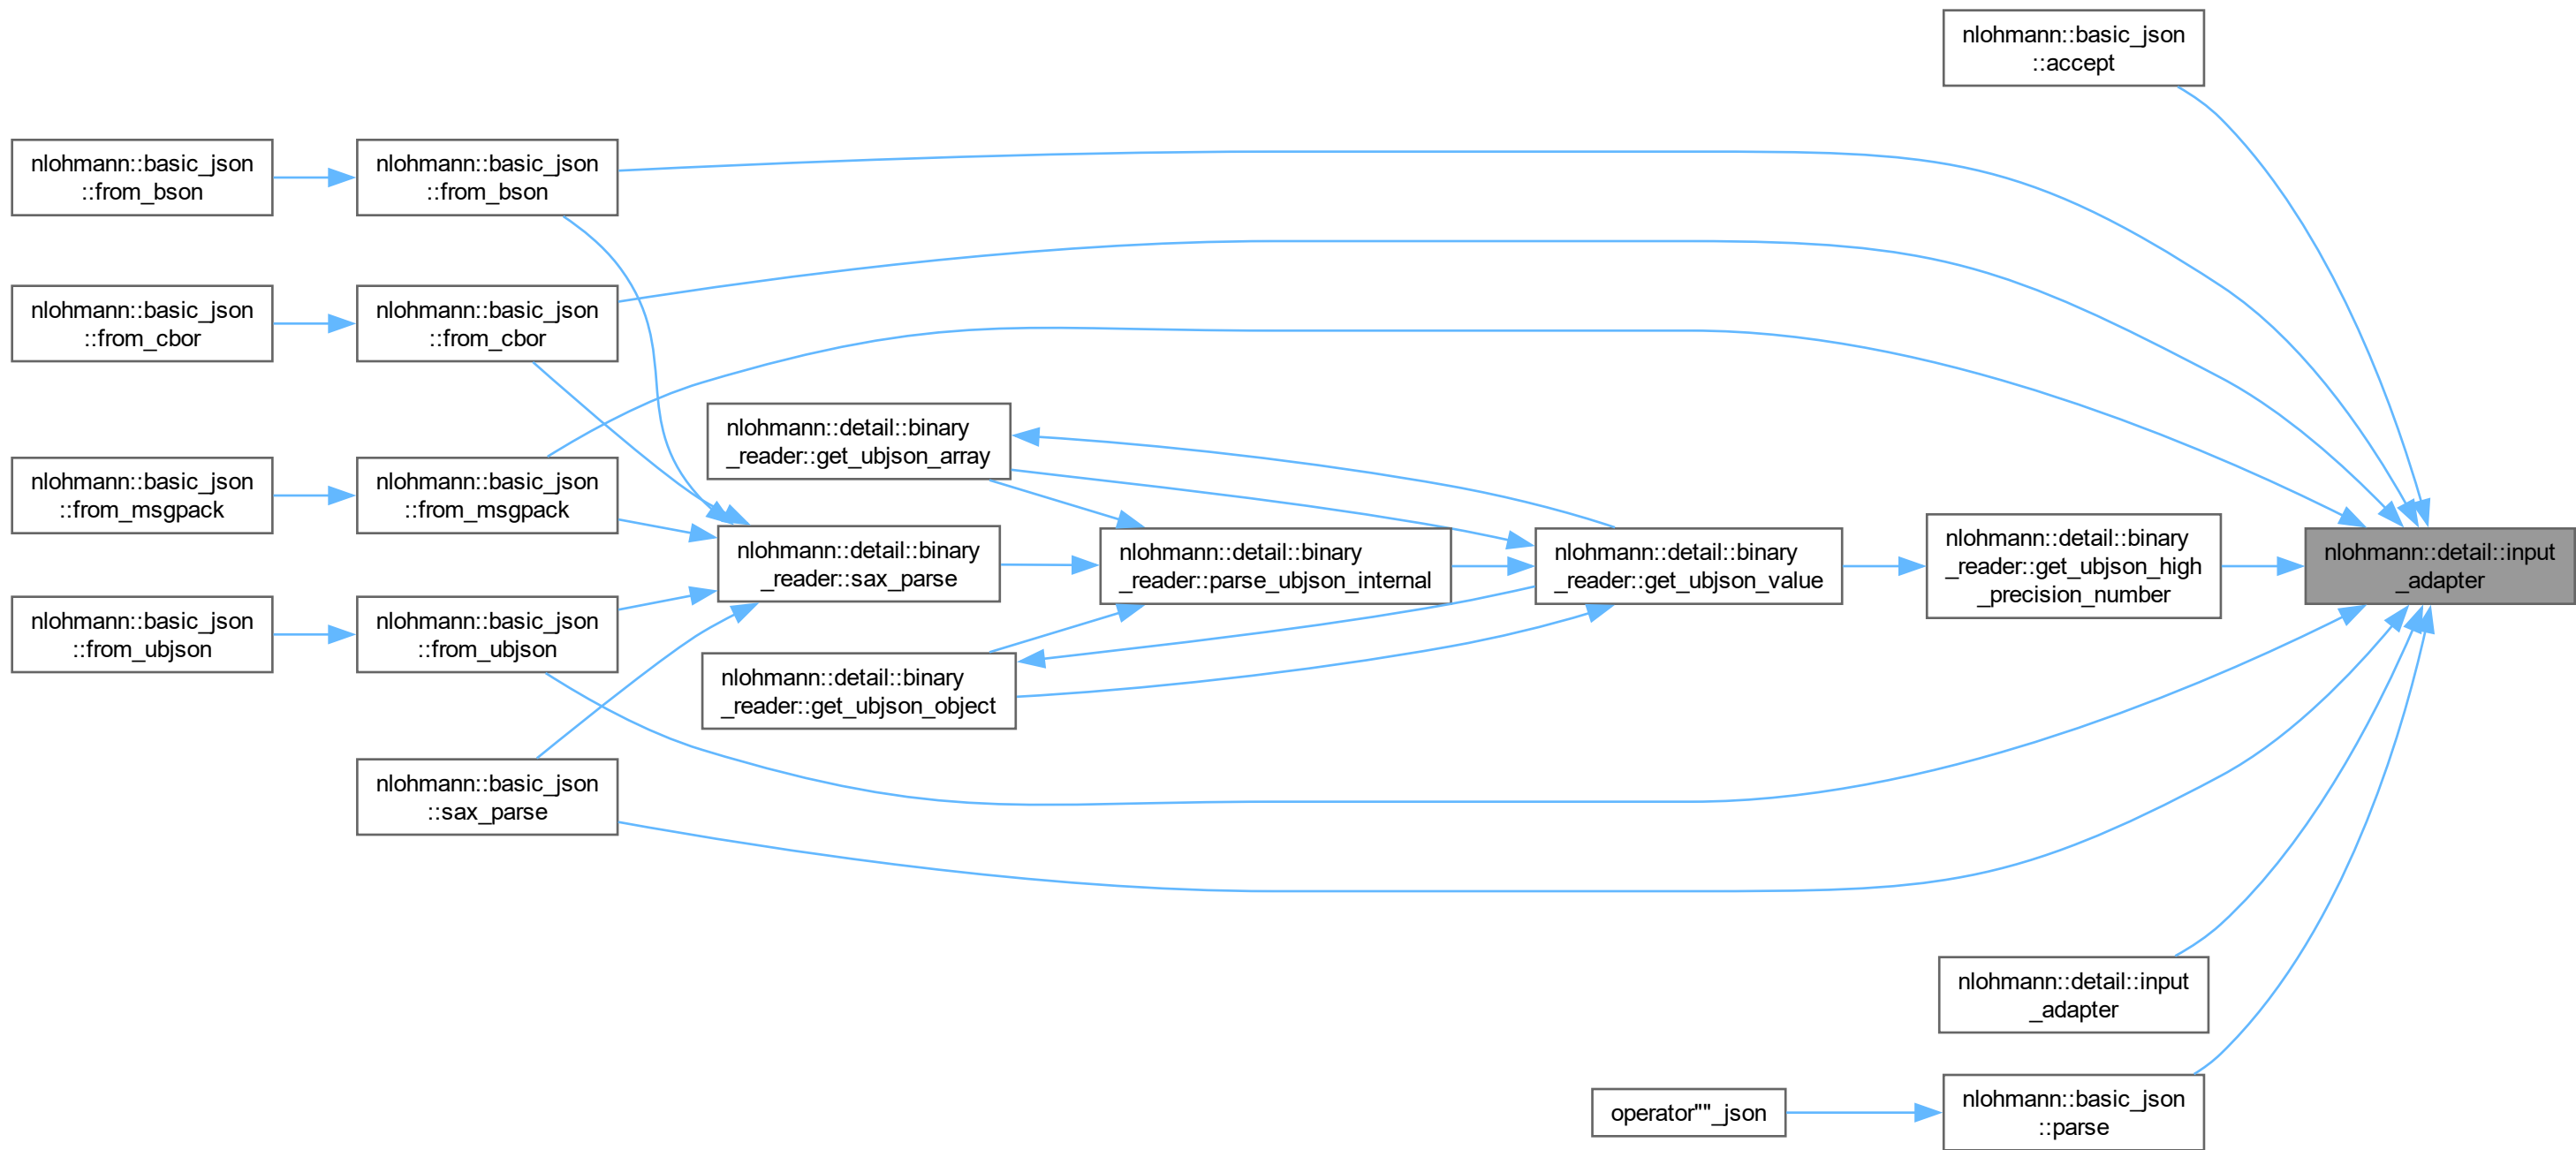 nlohmann::basic_json
::accept
nlohmann::basic_json
::from_bson
nlohmann::basic_json
::from_bson
nlohmann::basic_json
::from_cbor
nlohmann::basic_json
::from_cbor
nlohmann::basic_json
::from_msgpack
nlohmann::basic_json
::from_msgpack
nlohmann::basic_json
::from_ubjson
nlohmann::basic_json
::from_ubjson
nlohmann::basic_json
::sax_parse
nlohmann::detail::binary
_reader::get_ubjson_array
nlohmann::detail::binary
_reader::sax_parse
nlohmann::detail::binary
_reader::get_ubjson_object
nlohmann::detail::binary
_reader::parse_ubjson_internal
nlohmann::detail::binary
_reader::get_ubjson_value
nlohmann::detail::binary
_reader::get_ubjson_high
_precision_number
nlohmann::detail::input
_adapter
nlohmann::detail::input
_adapter
operator""_json
nlohmann::basic_json
::parse